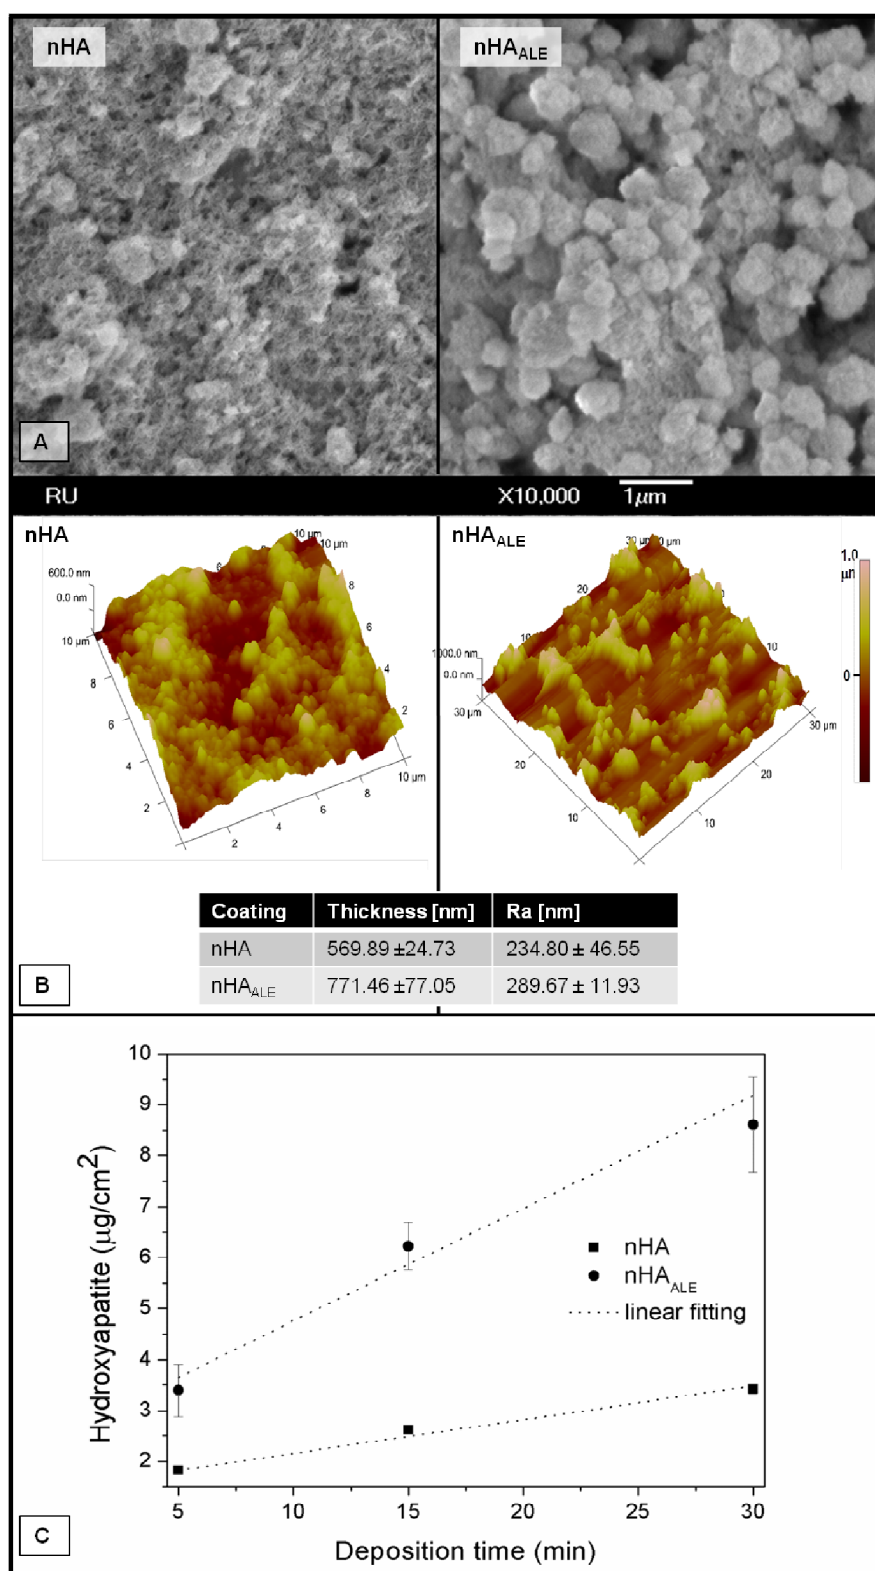 nHA
nHAALE
A
RU X10,000 1µm
nHA
nHAALE
600.0 nm
0.0 nm
10 µm
8
6
4
2
2
4
6
8
10 µm
2
4
6
8
10 µm
10 µm
8
6
1000.0 nm
0.0 nm
30 µm
20
10
10
20
30 µm
10
20
30 µm
20
10
1.0
0
Coating Thickness [nm] Ra [nm]
nHA 569.89 ±24.73 234.80 ± 46.55
nHAALE 771.46 ±77.05 289.67 ± 11.93
B
10
9
8
7
6
5
4
3
2
Hydroxyapatite (µg/cm2)
nHA
nHAALE
linear fitting
5 10 15 20 25 30
Deposition time (min)
C